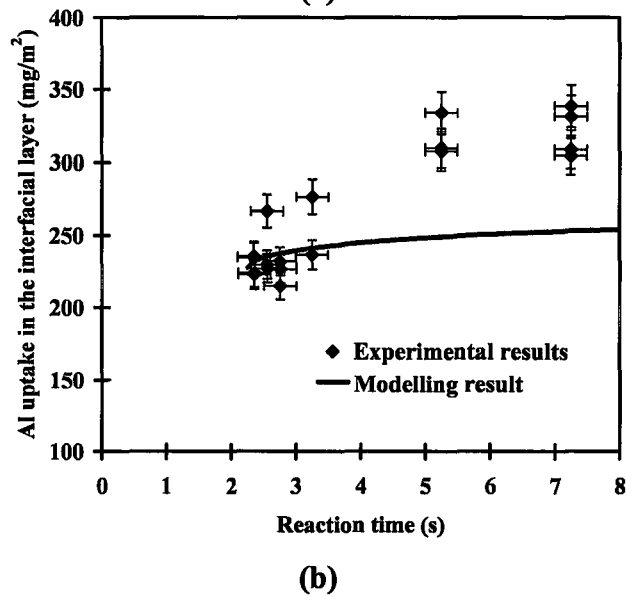 400
350
300
250
200
150
100
Al uptake in the interfacial layer (mg/m²)
Experimental results
Modelling result
0 1 2 3 4 5 6 7 8
Reaction time (s)
(b)